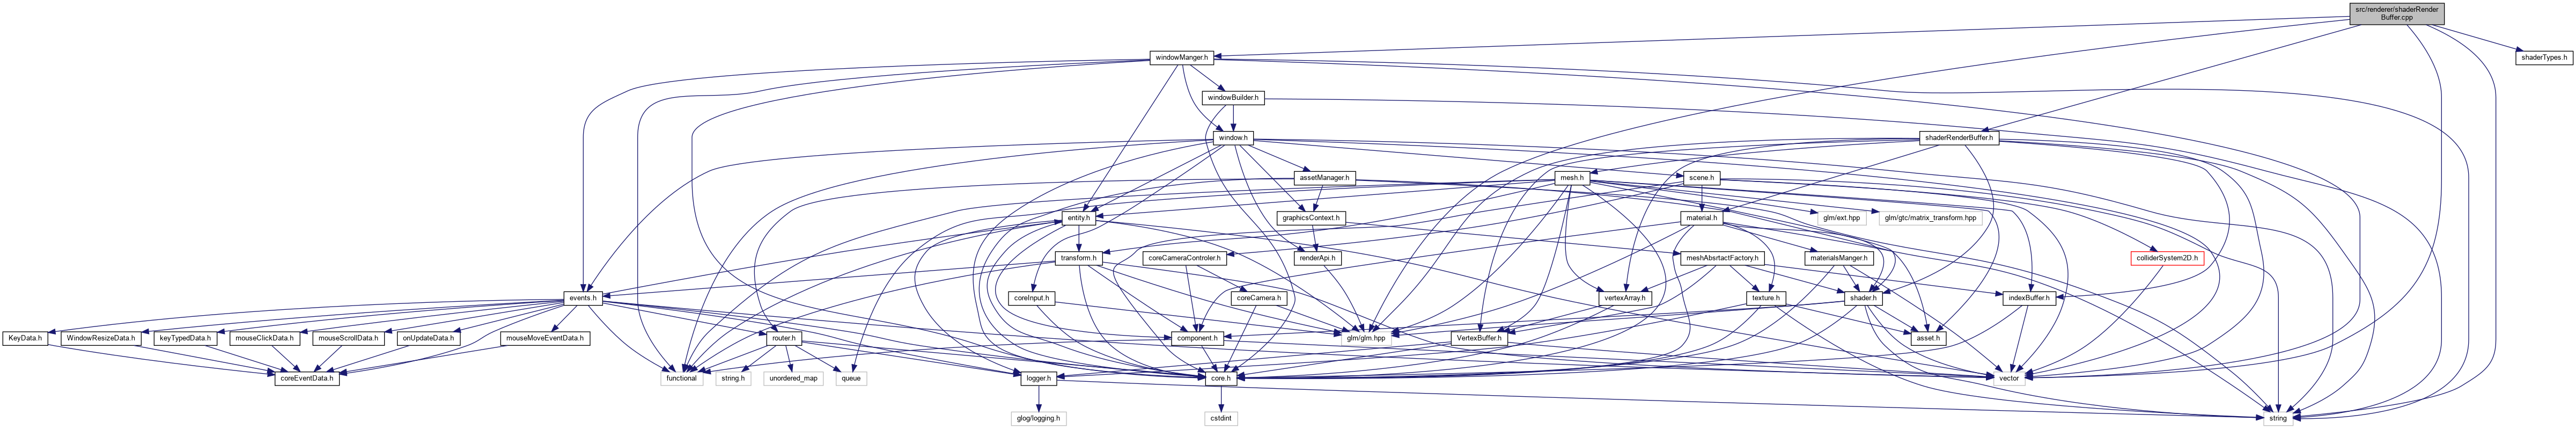 src/renderer/shaderRender
Buffer.cpp
windowManger.h
shaderTypes.h
windowBuilder.h
window.h
shaderRenderBuffer.h
assetManager.h
mesh.h
scene.h
entity.h
graphicsContext.h
material.h
glm/ext.hpp
glm/gtc/matrix_transform.hpp
transform.h
coreCameraControler.h
renderApi.h
meshAbsrtactFactory.h
materialsManger.h
colliderSystem2D.h
events.h
coreInput.h
coreCamera.h
vertexArray.h
texture.h
shader.h
indexBuffer.h
KeyData.h
WindowResizeData.h
keyTypedData.h
mouseClickData.h
mouseScrollData.h
onUpdateData.h
mouseMoveEventData.h
router.h
component.h
glm/glm.hpp
VertexBuffer.h
asset.h
coreEventData.h
functional
string.h
unordered_map
queue
logger.h
core.h
vector
glog/logging.h
cstdint
string